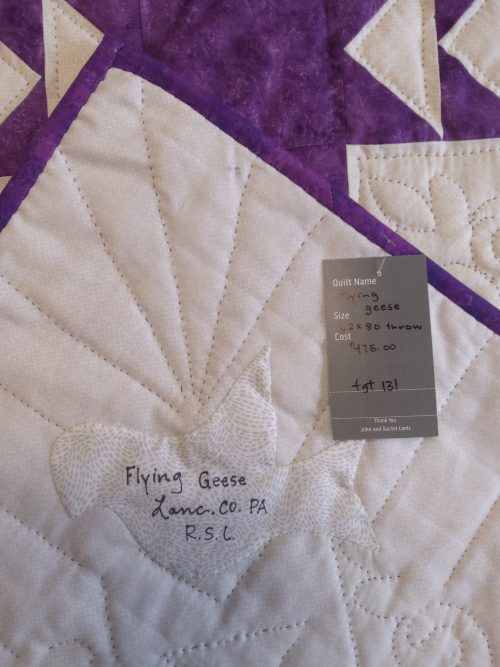 Quilt Name
Flying
geese
Size
62x80 throw
Cost
$475.00
tgt 131
Thank You
John and Rachel Lantz
Flying Geese
Lanc. Co. PA
R.S.L.